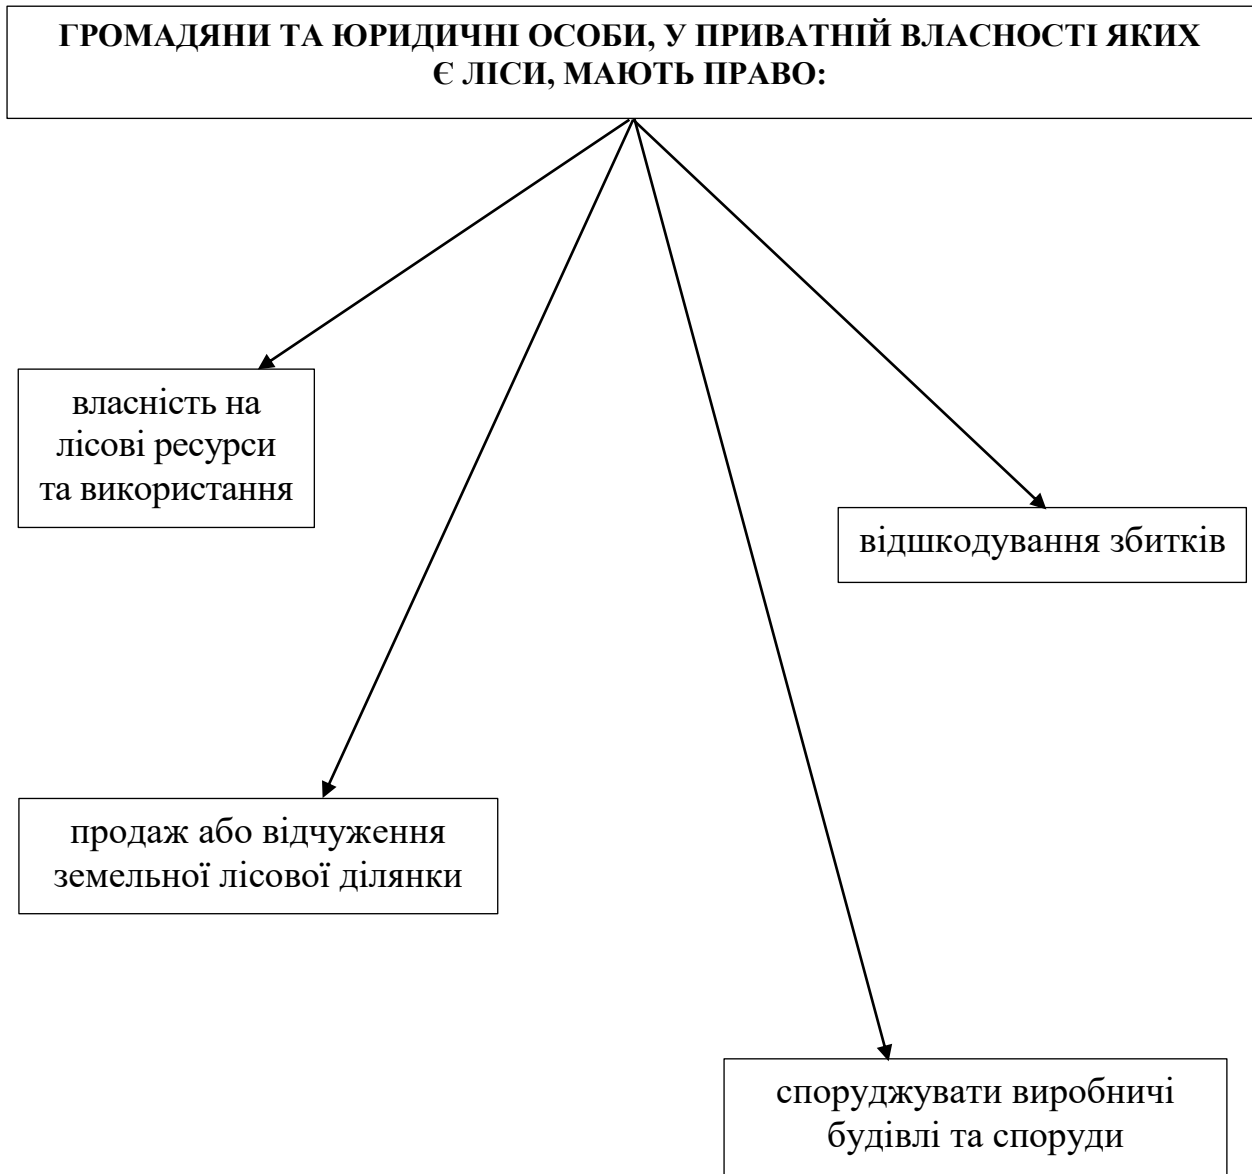 ГРОМАДЯНИ ТА ЮРИДИЧНІ ОСОБИ, У ПРИВАТНІЙ ВЛАСНОСТІ ЯКИХ
Є ЛІСИ, МАЮТЬ ПРАВО:
власність на
лісові ресурси
та використання
відшкодування збитків
продаж або відчуження
земельної лісової ділянки
споруджувати виробничі
будівлі та споруди